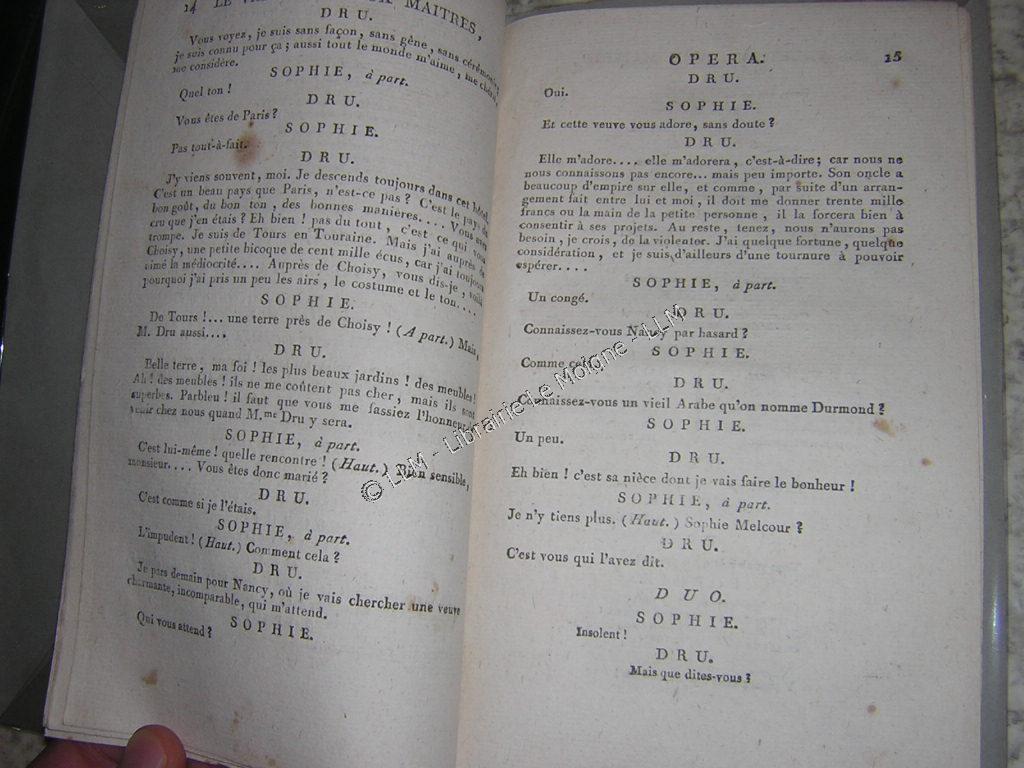 14 LE MAITRES,
DRU.
Vous voyez, je suis sans façon, sans gêne, sans cérémonie,
je suis connu pour ça ; aussi tout le monde m'aime, me chérit,
me considère.
SOPHIE, à part.
Quel ton !
DRU.
Vous êtes de Paris ?
SOPHIE.
Pas tout-à-fait.
DRU.
J'y viens souvent, moi. Je descends toujours dans cet hôtel.
C'est un beau pays que Paris, n'est-ce pas ? C'est le pays du
bon goût, du bon ton, des bonnes manières.... Vous avez
cru que j'en étais ? Eh bien ! pas du tout, c'est ce qui vous
trompe. Je suis de Tours en Touraine. Mais j'ai auprès de
Choisy, une petite bicoque de cent mille écus, car j'ai toujours
aimé la médiocrité.... Auprès de Choisy, vous dis-je, voilà
pourquoi j'ai pris un peu les airs, le costume et le ton....
SOPHIE.
De Tours !... une terre près de Choisy ! (A part.) Mais,
M. Dru aussi....
DRU.
Belle terre, ma foi ! les plus beaux jardins ! des meubles !
Ah ! des meubles ! ils ne me coûtent pas cher, mais ils sont
superbes. Parbleu ! il faut que vous me fassiez l'honneur de
venir chez nous quand M.me Dru y sera.
SOPHIE, à part.
C'est lui-même ! quelle rencontre ! (Haut.) Bien sensible,
monsieur.... Vous êtes donc marié ?
DRU.
C'est comme si je l'étais.
SOPHIE, à part.
L'impudent ! (Haut.) Comment cela ?
DRU.
Je pars demain pour Nancy, où je vais chercher une veuve
charmante, incomparable, qui m'attend.
SOPHIE.
Qui vous attend ?
OPERA. 15
DRU.
Oui.
SOPHIE.
Et cette veuve vous adore, sans doute ?
DRU.
Elle m'adore.... elle m'adorera, c'est-à-dire ; car nous ne
nous connaissons pas encore... mais peu importe. Son oncle a
beaucoup d'empire sur elle, et comme, par suite d'un arran-
gement fait entre lui et moi, il doit me donner trente mille
francs ou la main de la petite personne, il la forcera bien à
consentir à ses projets. Au reste, tenez, nous n'aurons pas
besoin, je crois, de la violenter. J'ai quelque fortune, quelque
considération, et je suis d'ailleurs d'une tournure à pouvoir
espérer....
SOPHIE, à part.
Un congé.
DRU.
Connaissez-vous Nancy par hasard ?
SOPHIE.
Comme cela.
DRU.
Connaissez-vous un vieil Arabe qu'on nomme Durmond ?
SOPHIE.
Un peu.
DRU.
Eh bien ! c'est sa nièce dont je vais faire le bonheur !
SOPHIE, à part.
Je n'y tiens plus. (Haut.) Sophie Melcour ?
DRU.
C'est vous qui l'avez dit.
DUO.
SOPHIE.
Insolent !
DRU.
Mais que dites-vous ?
© LLM - Librairie Le Moigne - LLM